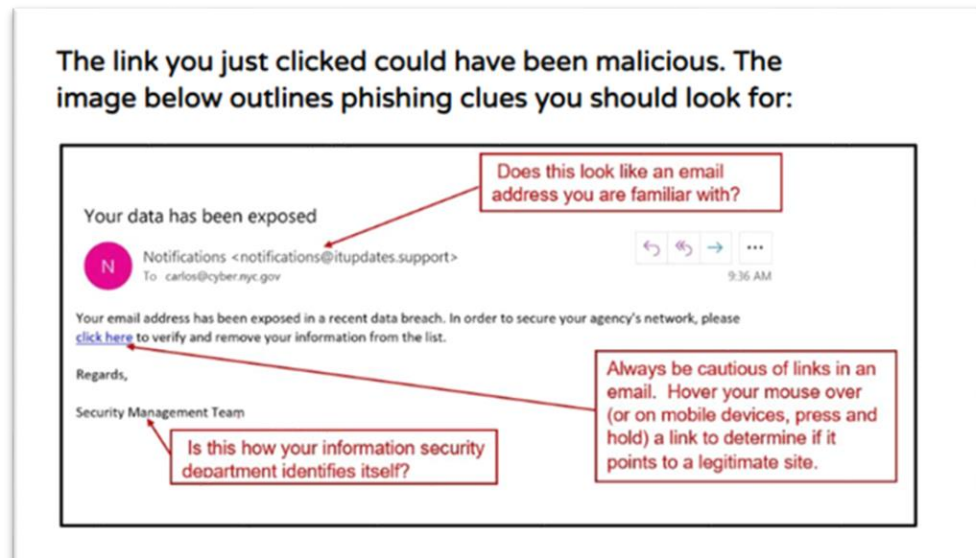 The link you just clicked could have been malicious. The
image below outlines phishing clues you should look for:
Does this look like an email
address you are familiar with?
Your data has been exposed
N
Notifications <notifications@itupdates.support>
To carlos@cyber.nyc.gov
9:36 AM
Your email address has been exposed in a recent data breach. In order to secure your agency's network, please
click here to verify and remove your information from the list.
Regards,
Security Management Team
Always be cautious of links in an
email. Hover your mouse over
(or on mobile devices, press and
hold) a link to determine if it
points to a legitimate site.
Is this how your information security
department identifies itself?